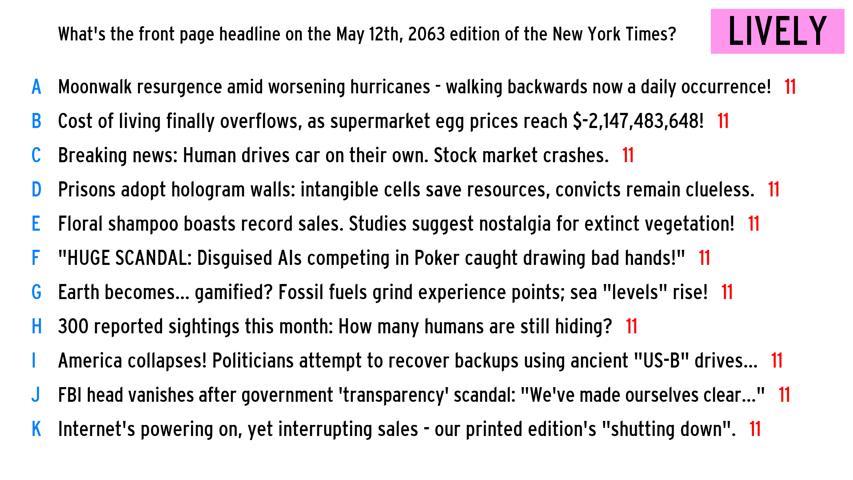 What's the front page headline on the May 12th, 2063 edition of the New York Times?
LIVELY
A Moonwalk resurgence amid worsening hurricanes - walking backwards now a daily occurrence! 11
B Cost of living finally overflows, as supermarket egg prices reach $-2,147,483,648! 11
C Breaking news: Human drives car on their own. Stock market crashes. 11
D Prisons adopt hologram walls: intangible cells save resources, convicts remain clueless. 11
E Floral shampoo boasts record sales. Studies suggest nostalgia for extinct vegetation! 11
F "HUGE SCANDAL: Disguised AIs competing in Poker caught drawing bad hands!" 11
G Earth becomes... gamified? Fossil fuels grind experience points; sea "levels" rise! 11
H 300 reported sightings this month: How many humans are still hiding? 11
I America collapses! Politicians attempt to recover backups using ancient "US-B" drives... 11
J FBI head vanishes after government 'transparency' scandal: "We've made ourselves clear..." 11
K Internet's powering on, yet interrupting sales - our printed edition's "shutting down". 11